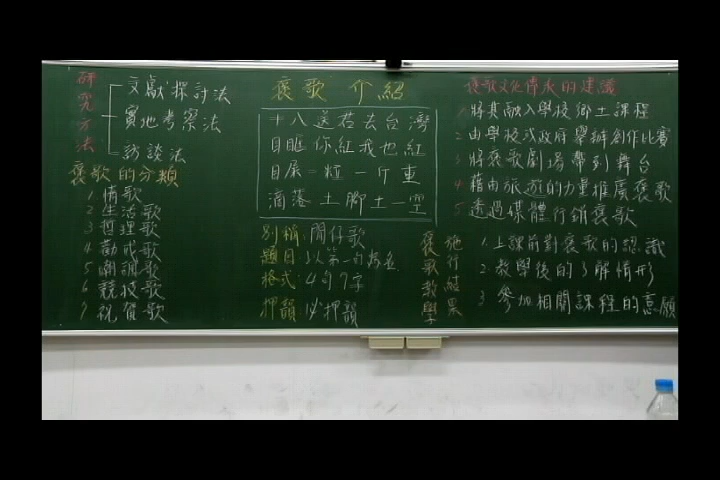 研究方法
文獻探討法
實地考察法
訪談法
褒歌的分類
1 情歌
2 生活歌
3 哲理歌
4 勸戒歌
5 嘲諷歌
6 競技歌
7 祝賀歌
褒歌介紹
十八送君去台灣
目眶你紅我也紅
目屎一粒一斤重
滴落土腳土一空
別稱:閒仔歌
題目:以第一句為名
格式:4句7字
押韻:必押韻
褒歌文化傳承的建議
1 將其融入學校鄉土課程
2 由學校或政府舉辦創作比賽
3 將褒歌劇場帶到舞台
4 藉由旅遊的力量推廣褒歌
5 透過媒體行銷褒歌
褒歌教學
施行結果
1 上課前對褒歌的認識
2 教學後的了解情形
3 參加相關課程的意願